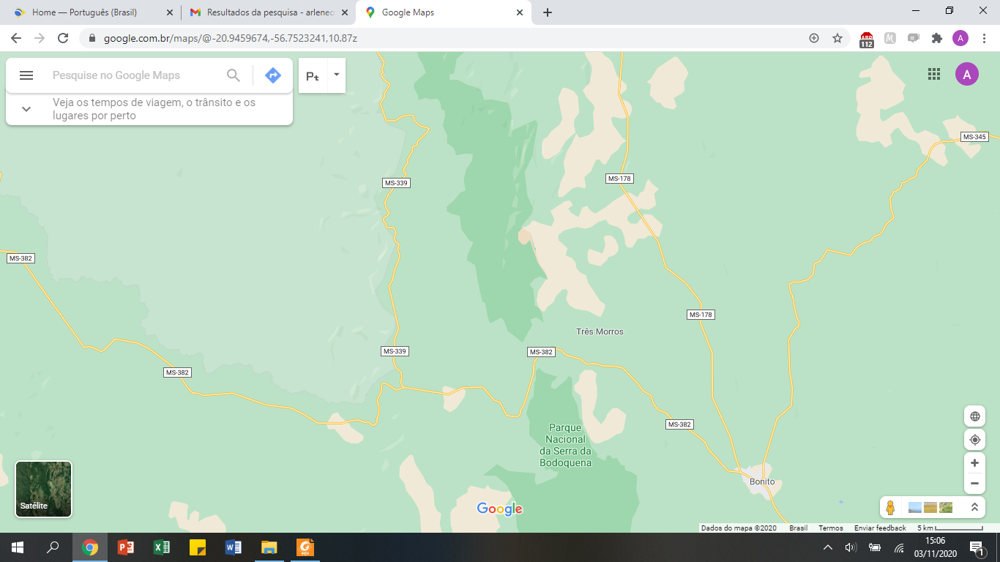 Home — Português (Brasil)
Resultados da pesquisa - arleneo
Google Maps
google.com.br/maps/@-20.9459674,-56.7523241,10.87z
112
A
Pesquise no Google Maps
Veja os tempos de viagem, o trânsito e os
lugares por perto
A
MS-345
MS-339
MS-178
MS-382
MS-178
Três Morros
MS-339
MS-382
MS-382
MS-382
Parque
Nacional
da Serra da
Bodoquena
Bonito
Satélite
Google
Dados do mapa ©2020 Brasil Termos Enviar feedback 5 km
15:06
03/11/2020
1